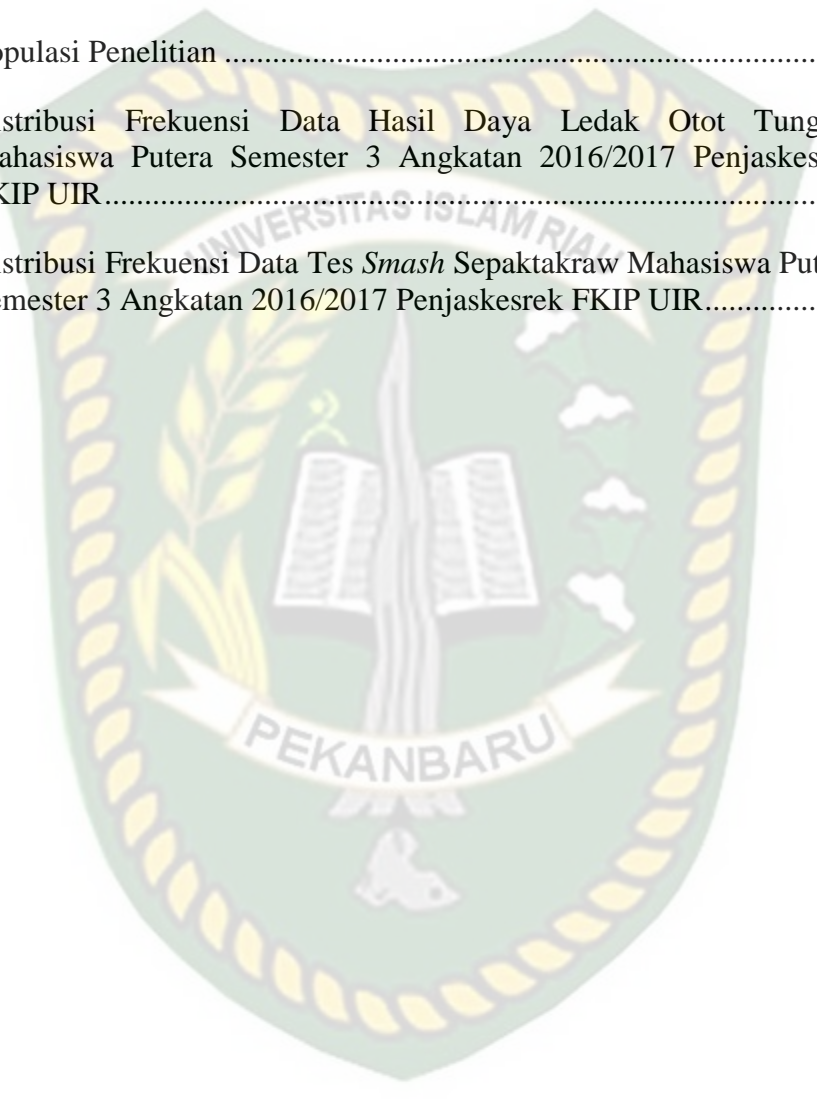 opulasi Penelitian ........................................................................
istribusi Frekuensi Data Hasil Daya Ledak Otot Tung
ahasiswa Putera Semester 3 Angkatan 2016/2017 Penjaskes
KIP UIR.......................................................................................
istribusi Frekuensi Data Tes Smash Sepaktakraw Mahasiswa Put
emester 3 Angkatan 2016/2017 Penjaskesrek FKIP UIR..............
UNIVERSITAS ISLAM RIAU
PEKANBARU